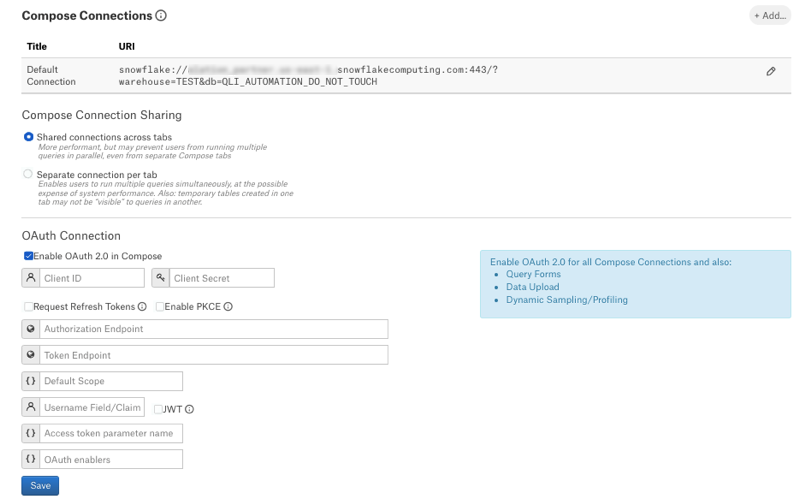 Compose Connections
+ Add...
Title URI
Default Connection snowflake:// snowflakecomputing.com:443/?
warehouse=TEST&db=QLI_AUTOMATION_DO_NOT_TOUCH
Compose Connection Sharing
Shared connections across tabs
More performant, but may prevent users from running multiple
queries in parallel, even from separate Compose tabs
Separate connection per tab
Enables users to run multiple queries simultaneously, at the possible
expense of system performance. Also: temporary tables created in one
tab may not be "visible" to queries in another.
OAuth Connection
Enable OAuth 2.0 in Compose
Client ID Client Secret
Request Refresh Tokens Enable PKCE
Authorization Endpoint
Token Endpoint
{} Default Scope
Username Field/Claim JWT
{} Access token parameter name
{} OAuth enablers
Save
Enable OAuth 2.0 for all Compose Connections and also:
• Query Forms
• Data Upload
• Dynamic Sampling/Profiling